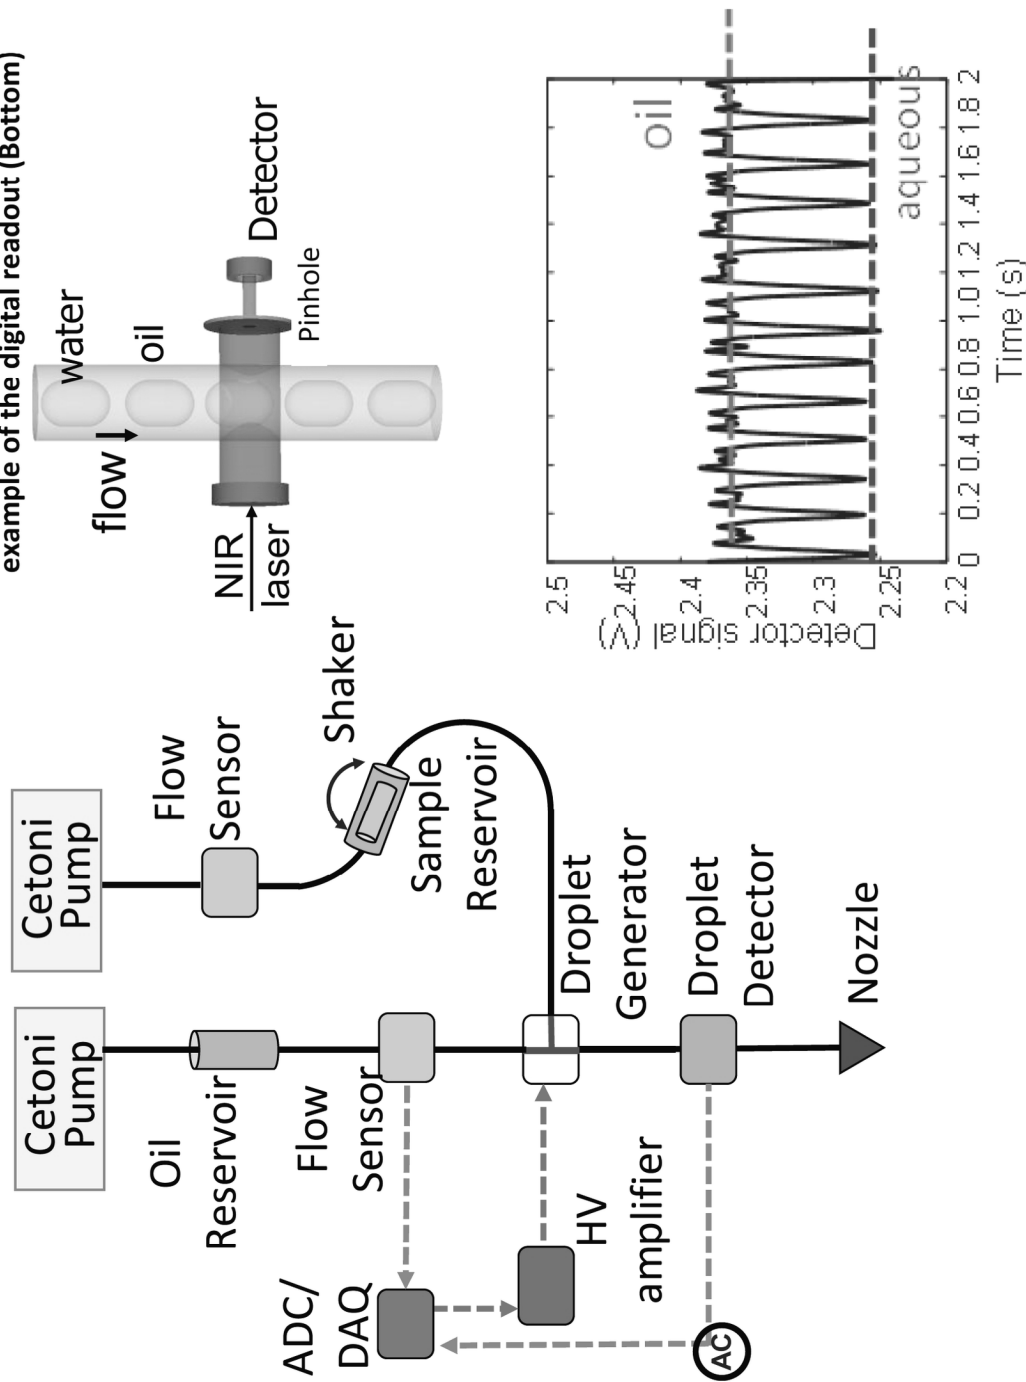 example of the digital readout (Bottom)
Cetoni
Pump
Cetoni
Pump
Oil
Reservoir
Flow
Sensor
Flow
Sensor
Shaker
Sample
Reservoir
ADC/
DAQ
HV
amplifier
Droplet
Generator
Droplet
Detector
Nozzle
AC
water
oil
flow
NIR
laser
Detector
Pinhole
2.5
2.45
2.4
2.35
2.3
2.25
2.2
Detector signal (V)
oil
aqueous
0 0.2 0.4 0.6 0.8 1.0 1.2 1.4 1.6 1.8 2
Time (s)